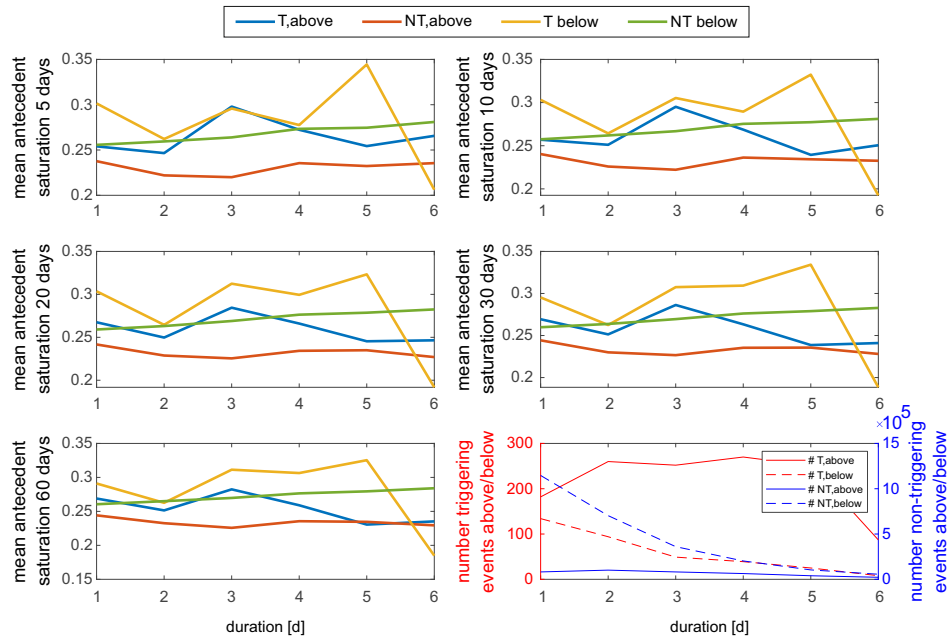 T,above NT,above T below NT below
mean antecedent
saturation 5 days
0.35
0.3
0.25
0.2
1 2 3 4 5 6
mean antecedent
saturation 10 days
0.35
0.3
0.25
0.2
1 2 3 4 5 6
mean antecedent
saturation 20 days
0.35
0.3
0.25
0.2
1 2 3 4 5 6
mean antecedent
saturation 30 days
0.35
0.3
0.25
0.2
1 2 3 4 5 6
mean antecedent
saturation 60 days
0.35
0.3
0.25
0.2
0.15
1 2 3 4 5 6
duration [d]
number triggering
events above/below
300
200
100
0
# T,above
# T,below
# NT,above
# NT,below
×10⁵
15
10
5
0
number non-triggering
events above/below
1 2 3 4 5 6
duration [d]